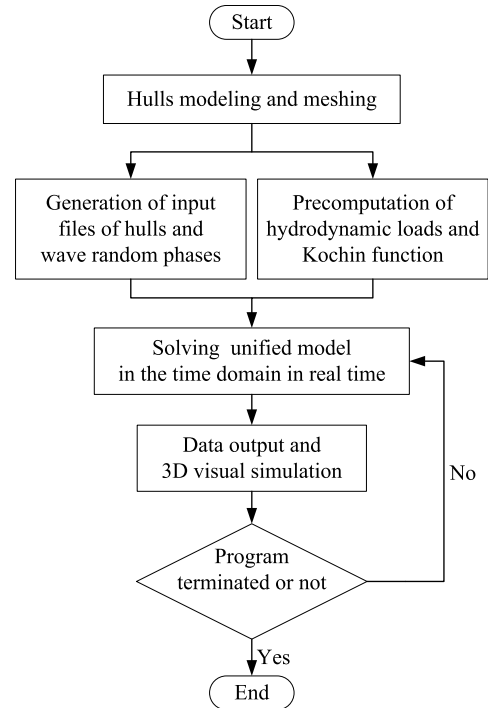 Start
Hulls modeling and meshing
Generation of input
files of hulls and
wave random phases
Precomputation of
hydrodynamic loads and
Kochin function
Solving unified model
in the time domain in real time
Data output and
3D visual simulation
No
Program
terminated or not
Yes
End